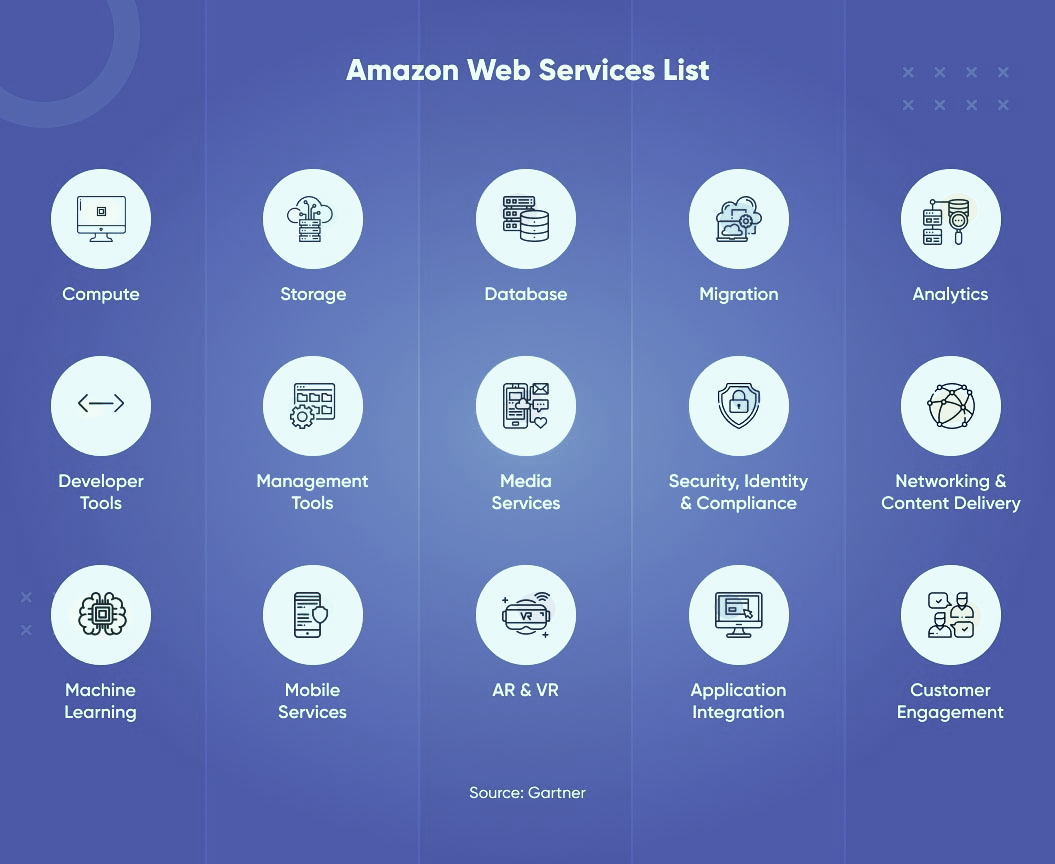 Amazon Web Services List
Compute
Storage
Database
Migration
Analytics
Developer
Tools
Management
Tools
Media
Services
Security, Identity
& Compliance
Networking &
Content Delivery
Machine
Learning
Mobile
Services
VR
AR & VR
Application
Integration
Customer
Engagement
Source: Gartner